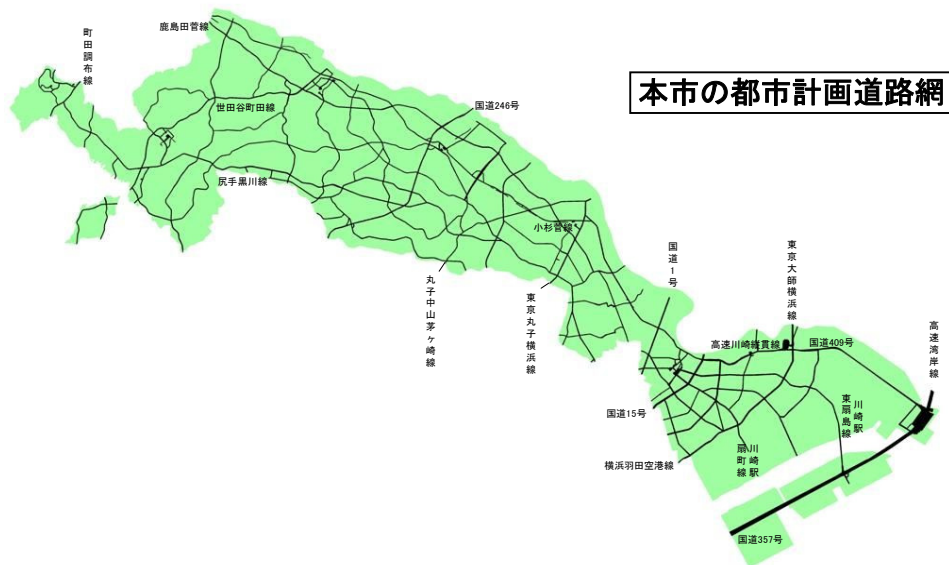 本市の都市計画道路網
鹿島田菅線
町田調布線
世田谷町田線
国道246号
尻手黒川線
小杉菅線
国道1号
東京大師横浜線
丸子中山茅ヶ崎線
東京丸子横浜線
高速川崎縦貫線
国道409号
高速湾岸線
国道15号
川崎駅
東扇島線
川崎駅
扇町線
横浜羽田空港線
国道357号